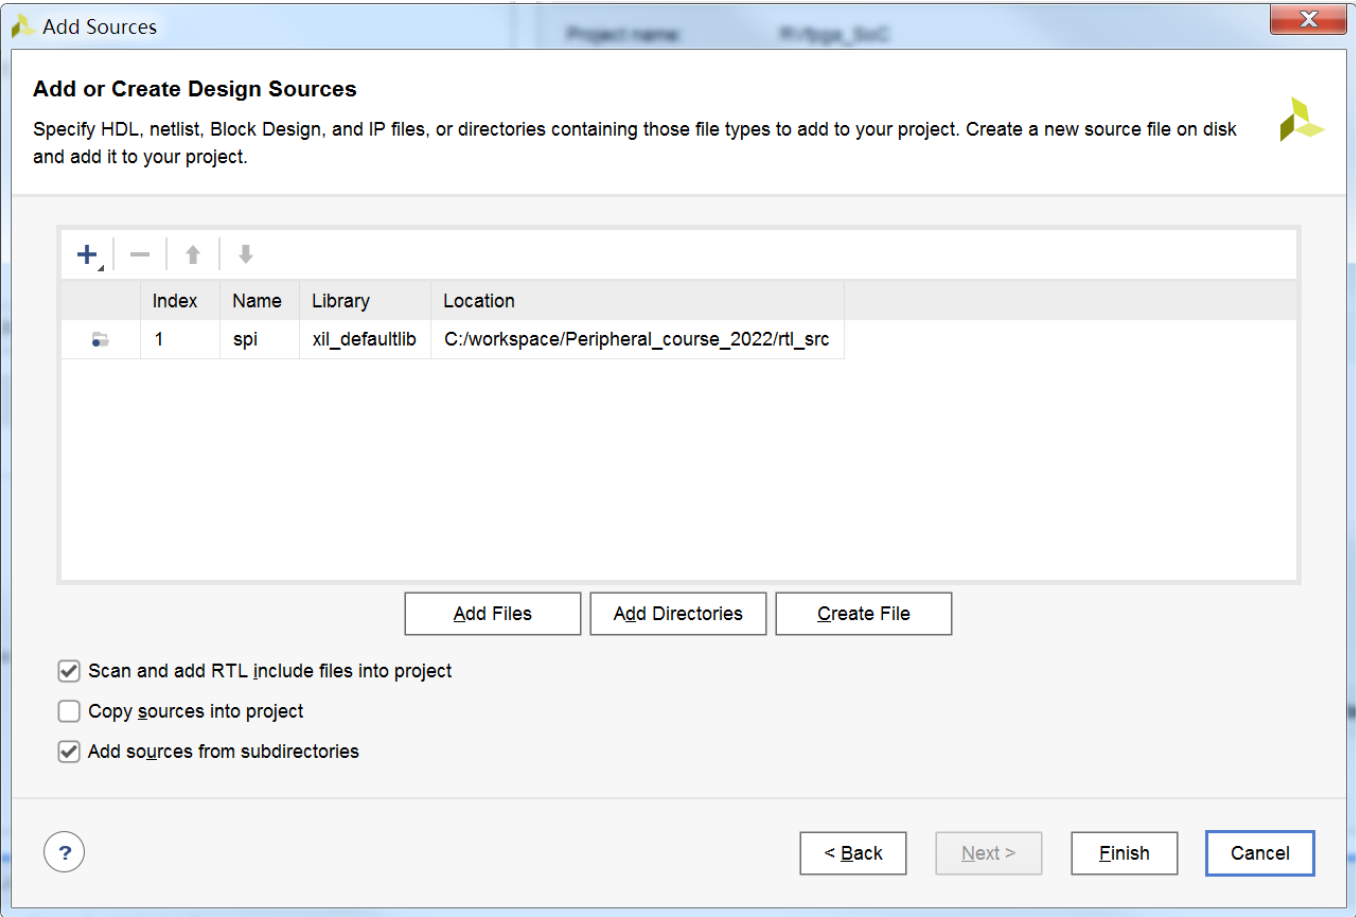 Add Sources
Project name: RVfpga_SoC
Add or Create Design Sources
Specify HDL, netlist, Block Design, and IP files, or directories containing those file types to add to your project. Create a new source file on disk
and add it to your project.
Index Name Library Location
1 spi xil_defaultlib C:/workspace/Peripheral_course_2022/rtl_src
Add Files Add Directories Create File
Scan and add RTL include files into project
Copy sources into project
Add sources from subdirectories
? < Back Next > Finish Cancel